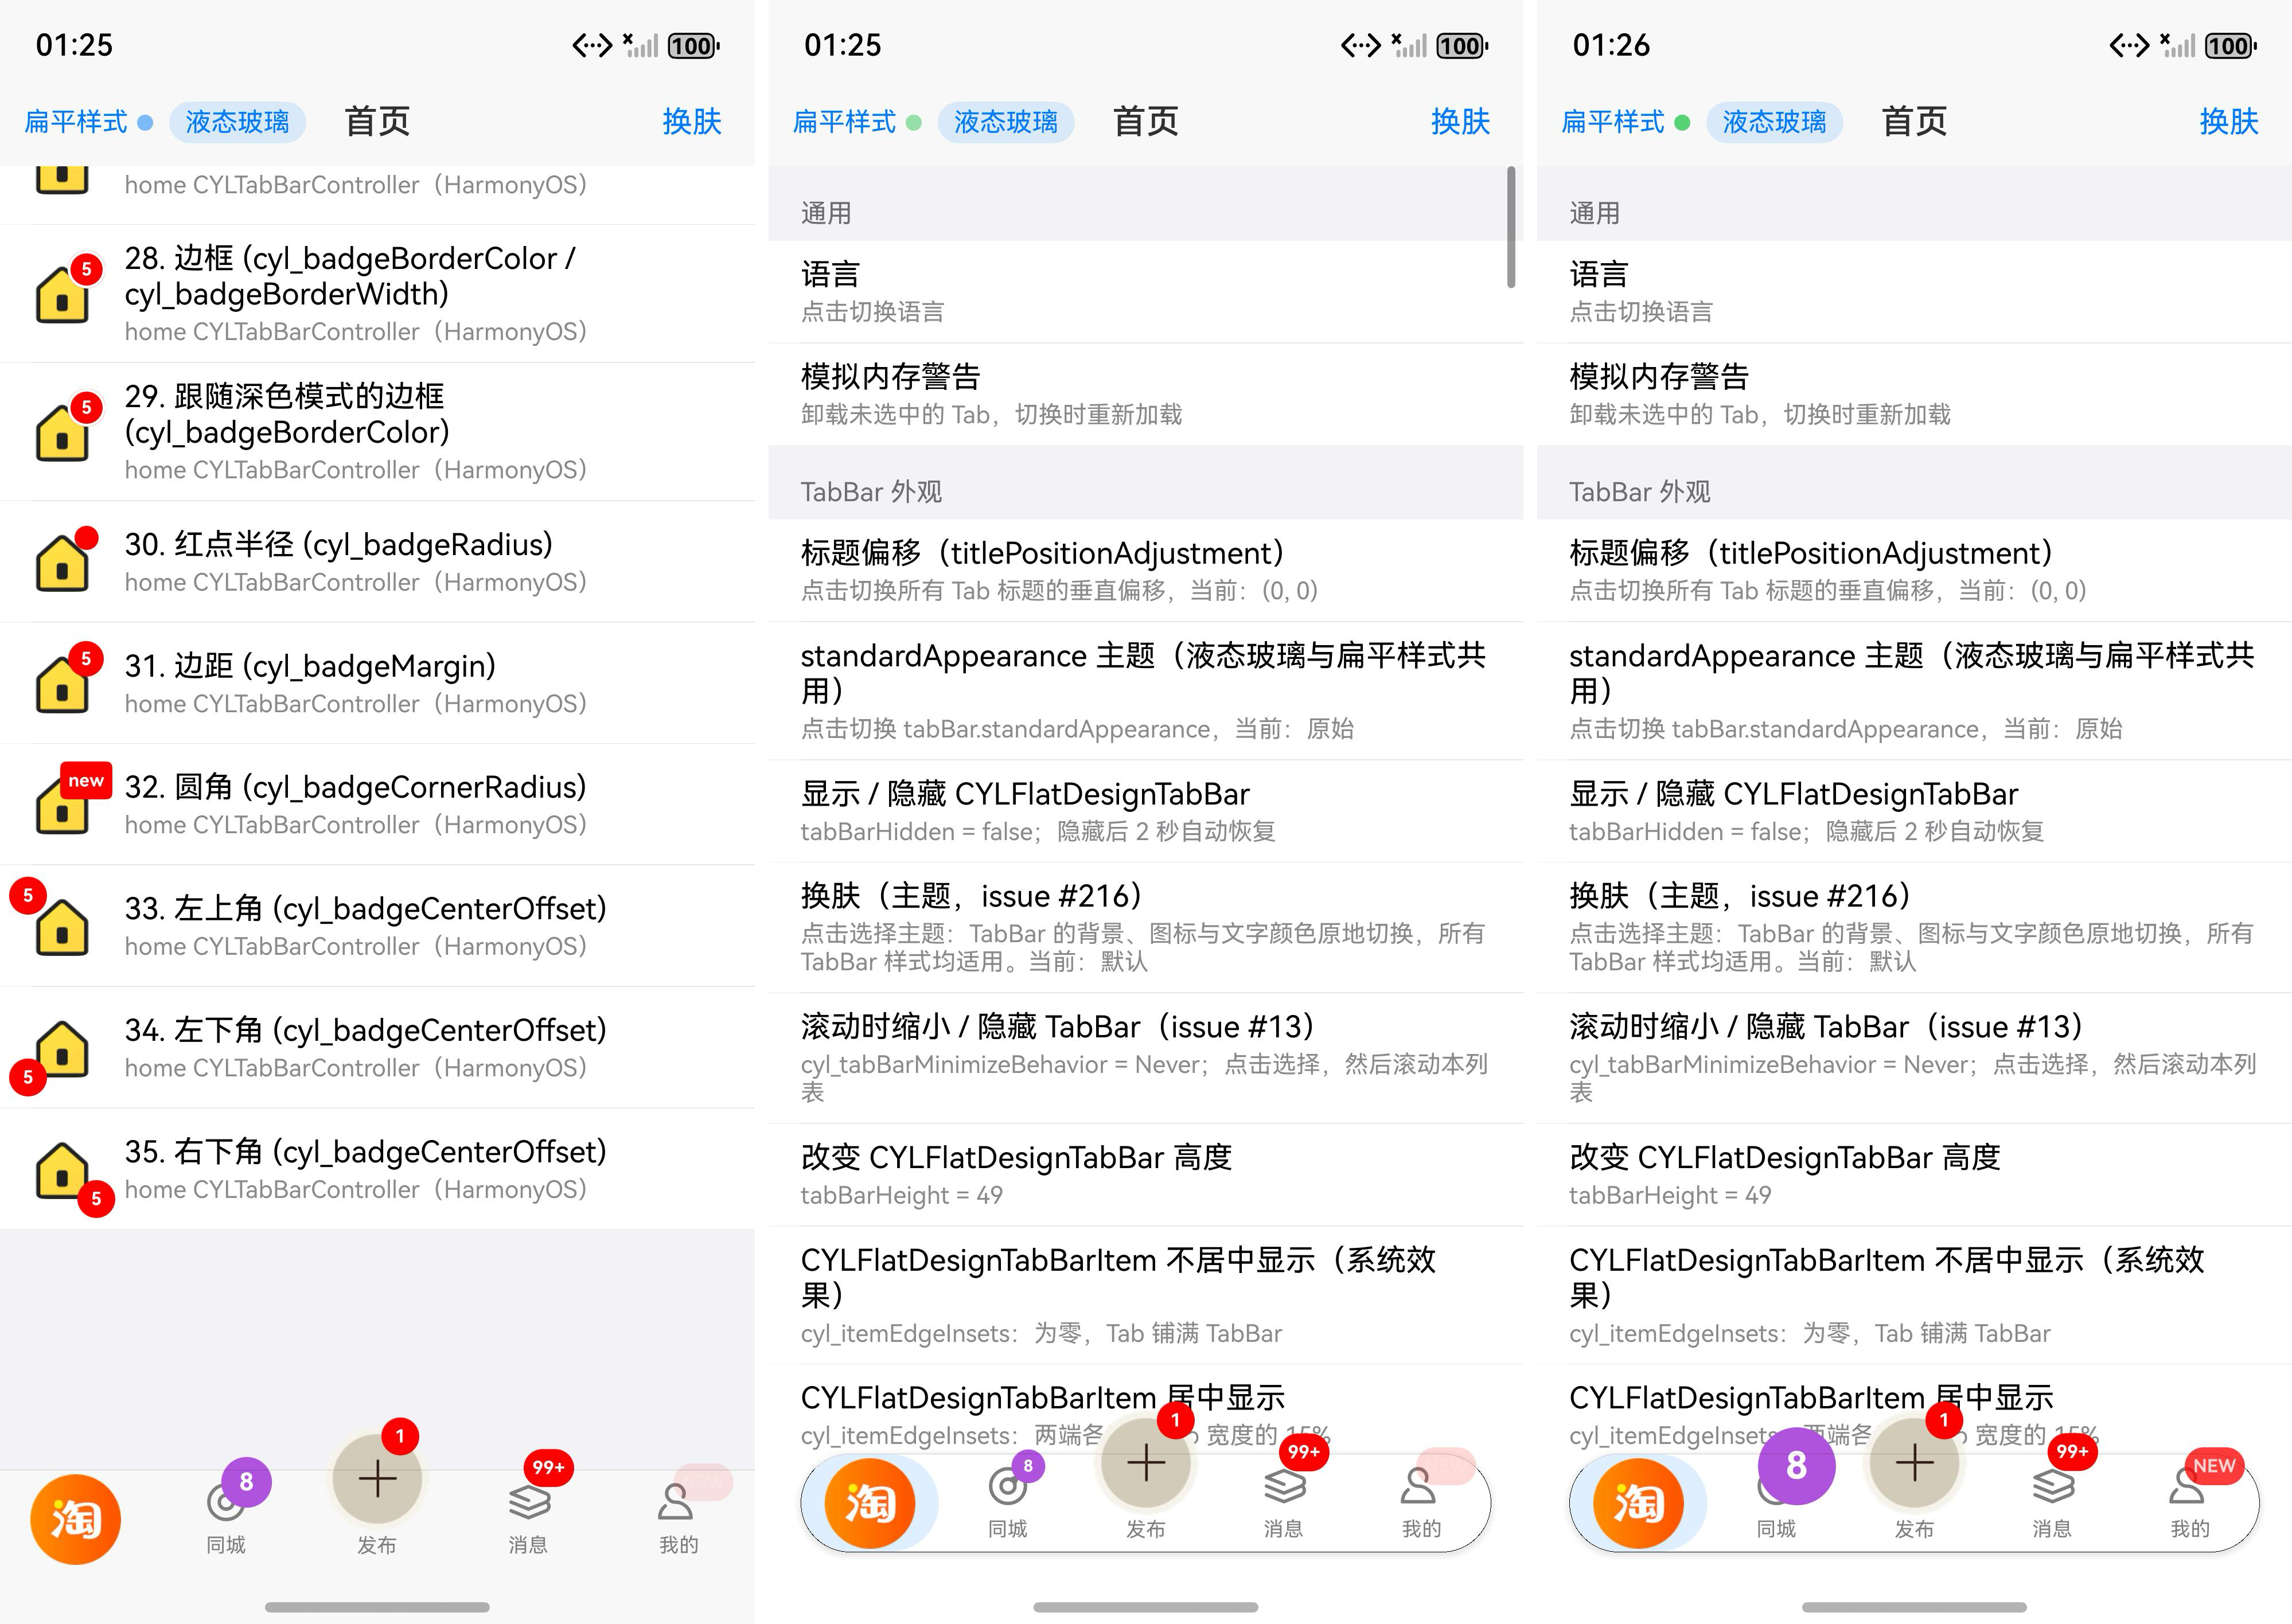 01:25
100
扁平样式
液态玻璃
首页
换肤
home CYLTabBarController（HarmonyOS）
5
28. 边框 (cyl_badgeBorderColor /
cyl_badgeBorderWidth)
home CYLTabBarController（HarmonyOS）
5
29. 跟随深色模式的边框
(cyl_badgeBorderColor)
home CYLTabBarController（HarmonyOS）
30. 红点半径 (cyl_badgeRadius)
home CYLTabBarController（HarmonyOS）
5
31. 边距 (cyl_badgeMargin)
home CYLTabBarController（HarmonyOS）
new
32. 圆角 (cyl_badgeCornerRadius)
home CYLTabBarController（HarmonyOS）
5
33. 左上角 (cyl_badgeCenterOffset)
home CYLTabBarController（HarmonyOS）
34. 左下角 (cyl_badgeCenterOffset)
home CYLTabBarController（HarmonyOS）
5
35. 右下角 (cyl_badgeCenterOffset)
home CYLTabBarController（HarmonyOS）
5
淘
8
同城
1
发布
99+
消息
NEW
我的
01:25
100
扁平样式
液态玻璃
首页
换肤
通用
语言
点击切换语言
模拟内存警告
卸载未选中的 Tab，切换时重新加载
TabBar 外观
标题偏移（titlePositionAdjustment）
点击切换所有 Tab 标题的垂直偏移，当前：(0, 0)
standardAppearance 主题（液态玻璃与扁平样式共
用）
点击切换 tabBar.standardAppearance，当前：原始
显示 / 隐藏 CYLFlatDesignTabBar
tabBarHidden = false；隐藏后 2 秒自动恢复
换肤（主题，issue #216）
点击选择主题：TabBar 的背景、图标与文字颜色原地切换，所有
TabBar 样式均适用。当前：默认
滚动时缩小 / 隐藏 TabBar（issue #13）
cyl_tabBarMinimizeBehavior = Never；点击选择，然后滚动本列
表
改变 CYLFlatDesignTabBar 高度
tabBarHeight = 49
CYLFlatDesignTabBarItem 不居中显示（系统效
果）
cyl_itemEdgeInsets：为零，Tab 铺满 TabBar
CYLFlatDesignTabBarItem 居中显示
cyl_itemEdgeInsets：两端各 宽度的 15%
淘
8
同城
1
发布
99+
消息
NEW
我的
01:26
100
扁平样式
液态玻璃
首页
换肤
通用
语言
点击切换语言
模拟内存警告
卸载未选中的 Tab，切换时重新加载
TabBar 外观
标题偏移（titlePositionAdjustment）
点击切换所有 Tab 标题的垂直偏移，当前：(0, 0)
standardAppearance 主题（液态玻璃与扁平样式共
用）
点击切换 tabBar.standardAppearance，当前：原始
显示 / 隐藏 CYLFlatDesignTabBar
tabBarHidden = false；隐藏后 2 秒自动恢复
换肤（主题，issue #216）
点击选择主题：TabBar 的背景、图标与文字颜色原地切换，所有
TabBar 样式均适用。当前：默认
滚动时缩小 / 隐藏 TabBar（issue #13）
cyl_tabBarMinimizeBehavior = Never；点击选择，然后滚动本列
表
改变 CYLFlatDesignTabBar 高度
tabBarHeight = 49
CYLFlatDesignTabBarItem 不居中显示（系统效
果）
cyl_itemEdgeInsets：为零，Tab 铺满 TabBar
CYLFlatDesignTabBarItem 居中显示
cyl_itemEdgeInsets：两端各 宽度的 15%
淘
8
同城
1
发布
99+
消息
NEW
我的